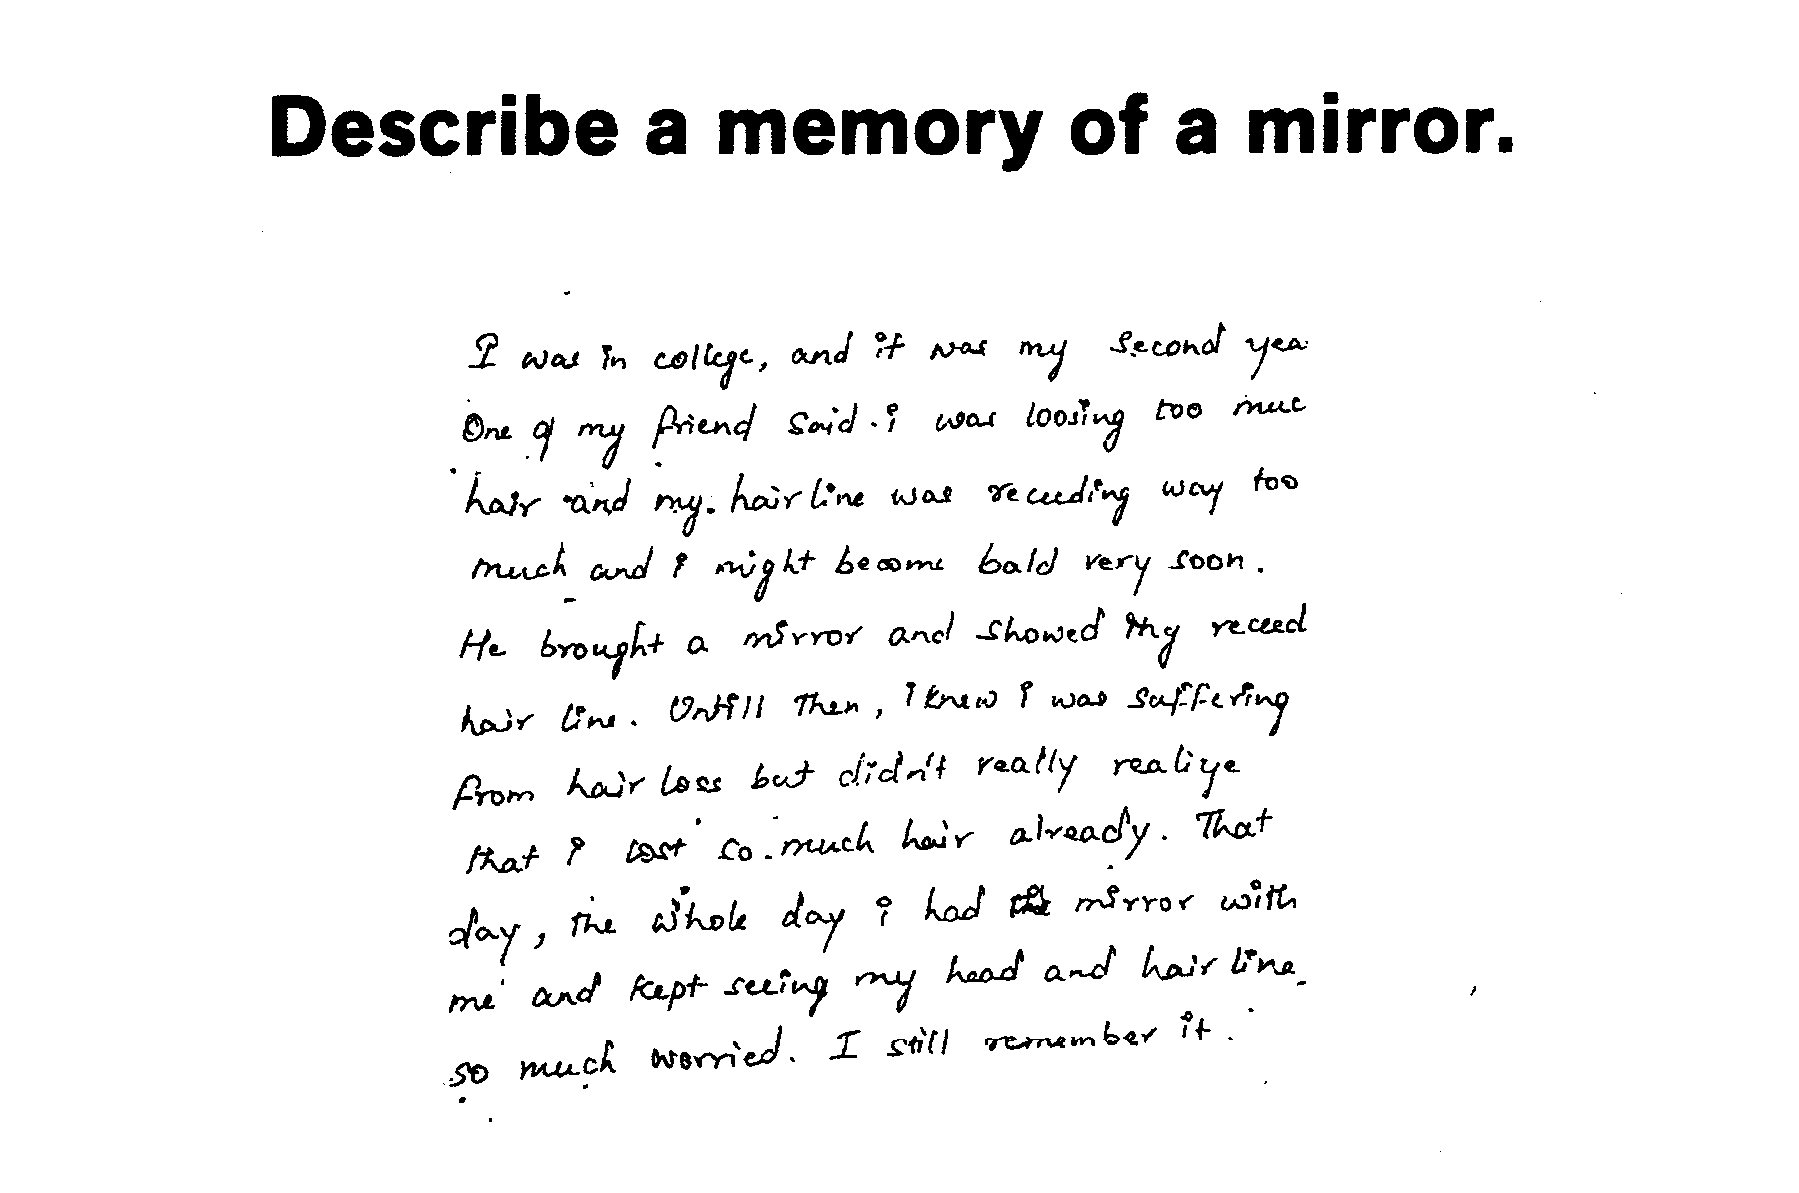 Describe a memory of a mirror.
I was in college, and it was my second yea
One of my friend said i was loosing too muc
hair and my hair line was receeding way too
much and i might become bald very soon.
He brought a mirror and showed my receed
hair line. Untill then, i knew i was suffering
from hair loss but didn't really realize
that i lost so much hair already. That
day, the whole day i had the mirror with
me and kept seeing my head and hair line
so much worried. I still remember it.